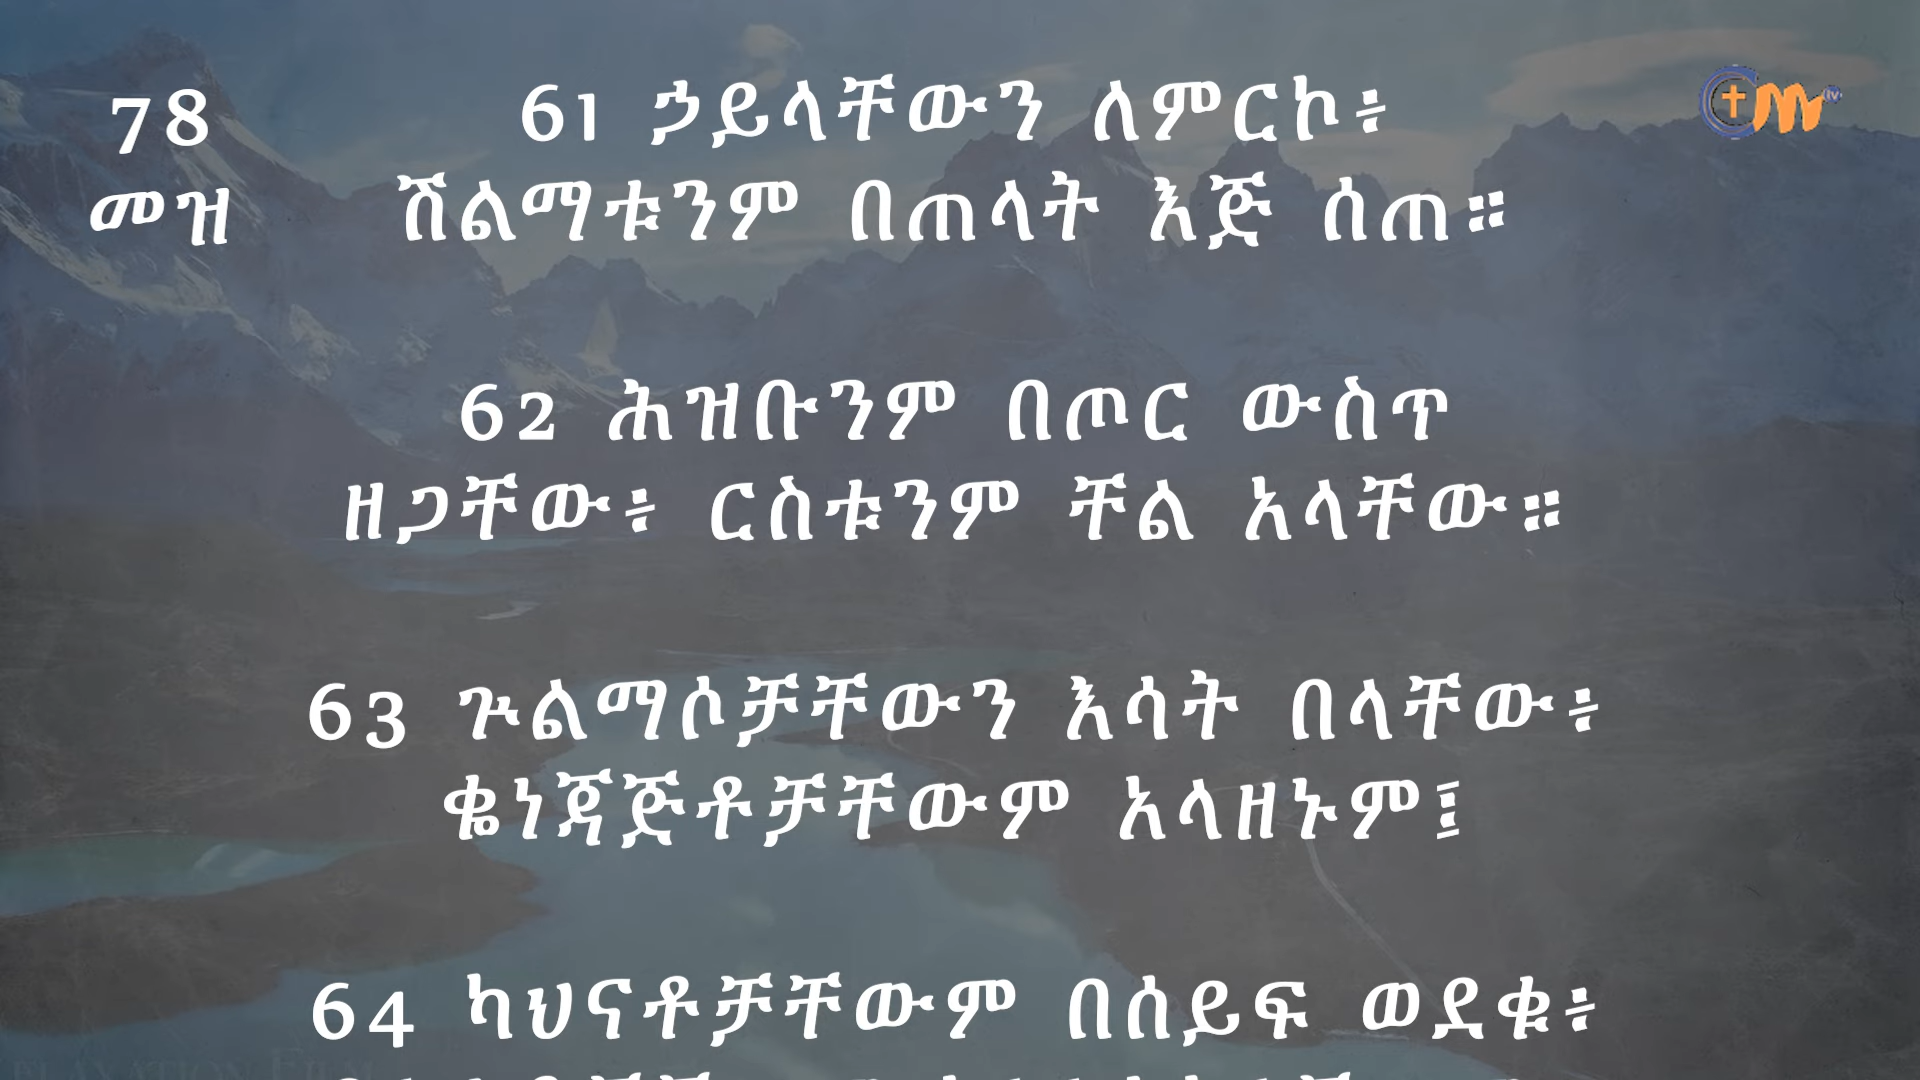 78
መዝ
61 ኃይላቸውን ለምርኮ፥
ሽልማቱንም በጠላት እጅ ሰጠ።
62 ሕዝቡንም በጦር ውስጥ
ዘጋቸው፥ ርስቱንም ቸል አላቸው።
63 ጕልማሶቻቸውን እሳት በላቸው፥
ቈነጃጅቶቻቸውም አላዘኑም፤
64 ካህናቶቻቸውም በሰይፍ ወደቁ፥